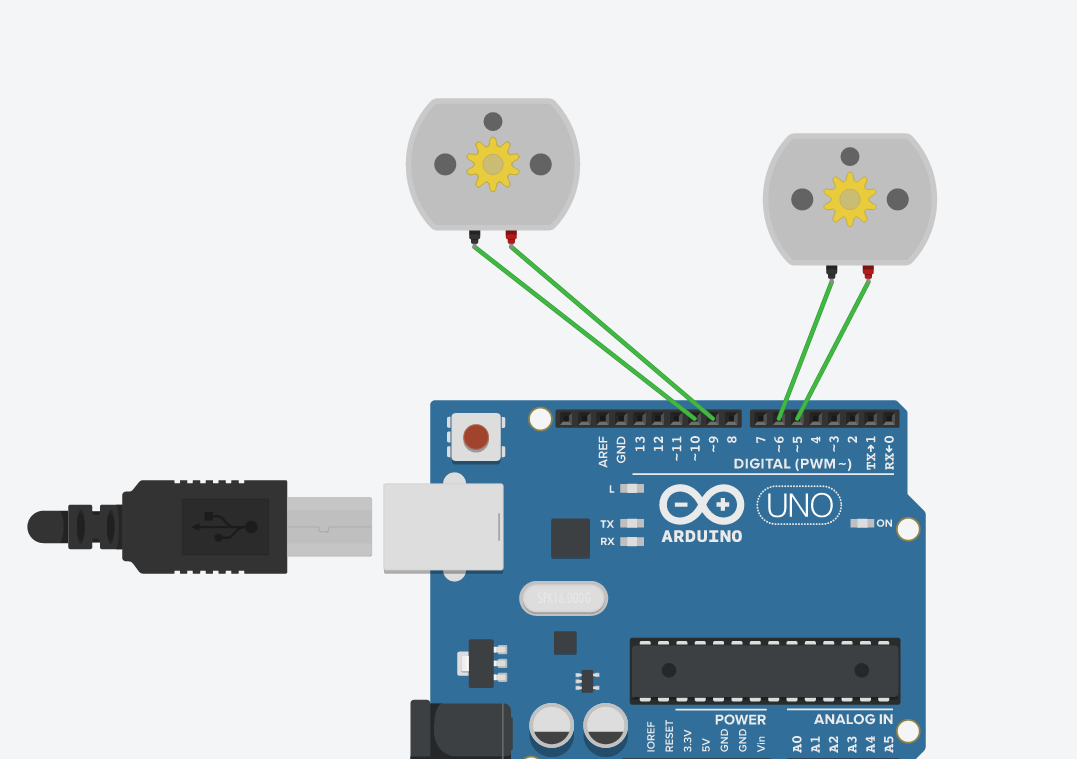 AREF
GND
13
12
~11
~10
~9
8
7
~6
~5
4
~3
2
TX→1
RX←0
DIGITAL (PWM~)
L
TX
RX
ARDUINO
UNO
ON
SPK16.000G
IOREF
RESET
3.3V
5V
GND
GND
Vin
POWER
ANALOG IN
A0
A1
A2
A3
A4
A5